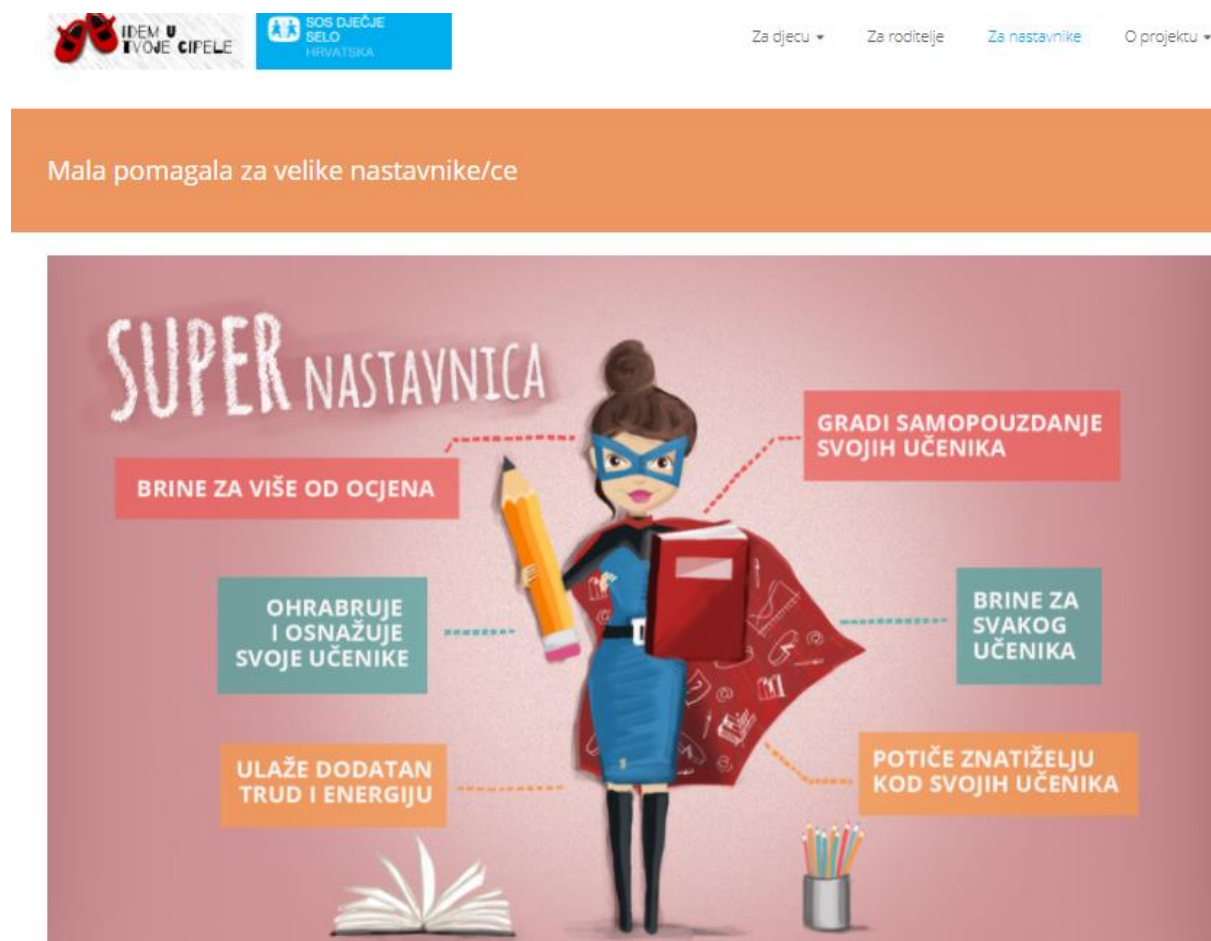 IDEM U
TVOJE CIPELE
SOS DJEČJE
SELO
HRVATSKA
Za djecu
Za roditelje
Za nastavnike
O projektu
Mala pomagala za velike nastavnike/ce
SUPER NASTAVNICA
BRINE ZA VIŠE OD OCJENA
GRADI SAMOPOUZDANJE
SVOJIH UČENIKA
OHRABRUJE
I OSNAŽUJE
SVOJE UČENIKE
BRINE ZA
SVAKOG
UČENIKA
ULAŽE DODATAN
TRUD I ENERGIJU
POTIČE ZNATIŽELJU
KOD SVOJIH UČENIKA